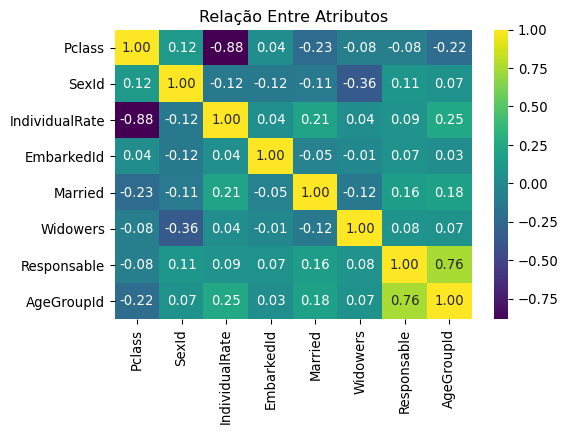 Relação Entre Atributos
Pclass 1.00 0.12 -0.88 0.04 -0.23 -0.08 -0.08 -0.22
SexId 0.12 1.00 -0.12 -0.12 -0.11 -0.36 0.11 0.07
IndividualRate -0.88 -0.12 1.00 0.04 0.21 0.04 0.09 0.25
EmbarkedId 0.04 -0.12 0.04 1.00 -0.05 -0.01 0.07 0.03
Married -0.23 -0.11 0.21 -0.05 1.00 -0.12 0.16 0.18
Widowers -0.08 -0.36 0.04 -0.01 -0.12 1.00 0.08 0.07
Responsable -0.08 0.11 0.09 0.07 0.16 0.08 1.00 0.76
AgeGroupId -0.22 0.07 0.25 0.03 0.18 0.07 0.76 1.00
Pclass
SexId
IndividualRate
EmbarkedId
Married
Widowers
Responsable
AgeGroupId
1.00
0.75
0.50
0.25
0.00
−0.25
−0.50
−0.75